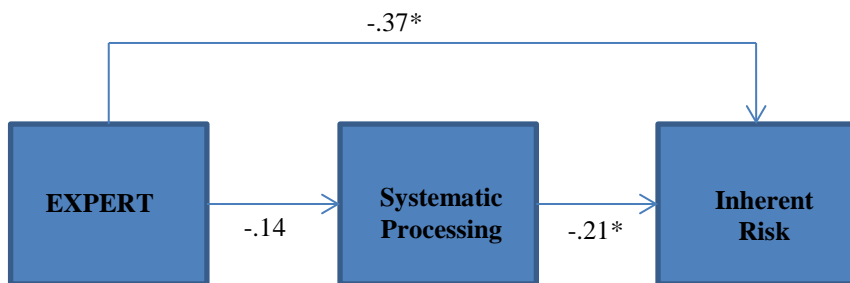 -.37*
EXPERT
-.14
Systematic
Processing
-.21*
Inherent
Risk